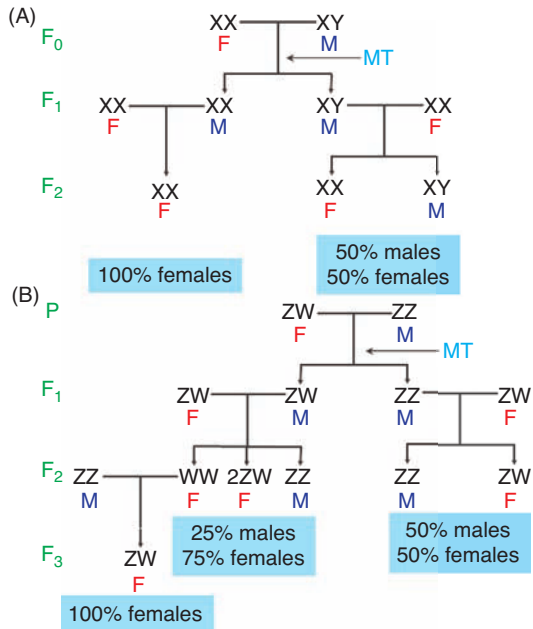 (A)
F₀ XX XY
F M
MT
F₁ XX XX XY XX
F M M F
F₂ XX XX XY
F F M
100% females
50% males
50% females
(B)
P ZW ZZ
F M
MT
F₁ ZW ZW ZZ ZW
F M M F
F₂ ZZ WW 2ZW ZZ ZZ ZW
M F F M M F
25% males
75% females
50% males
50% females
F₃ ZW
F
100% females